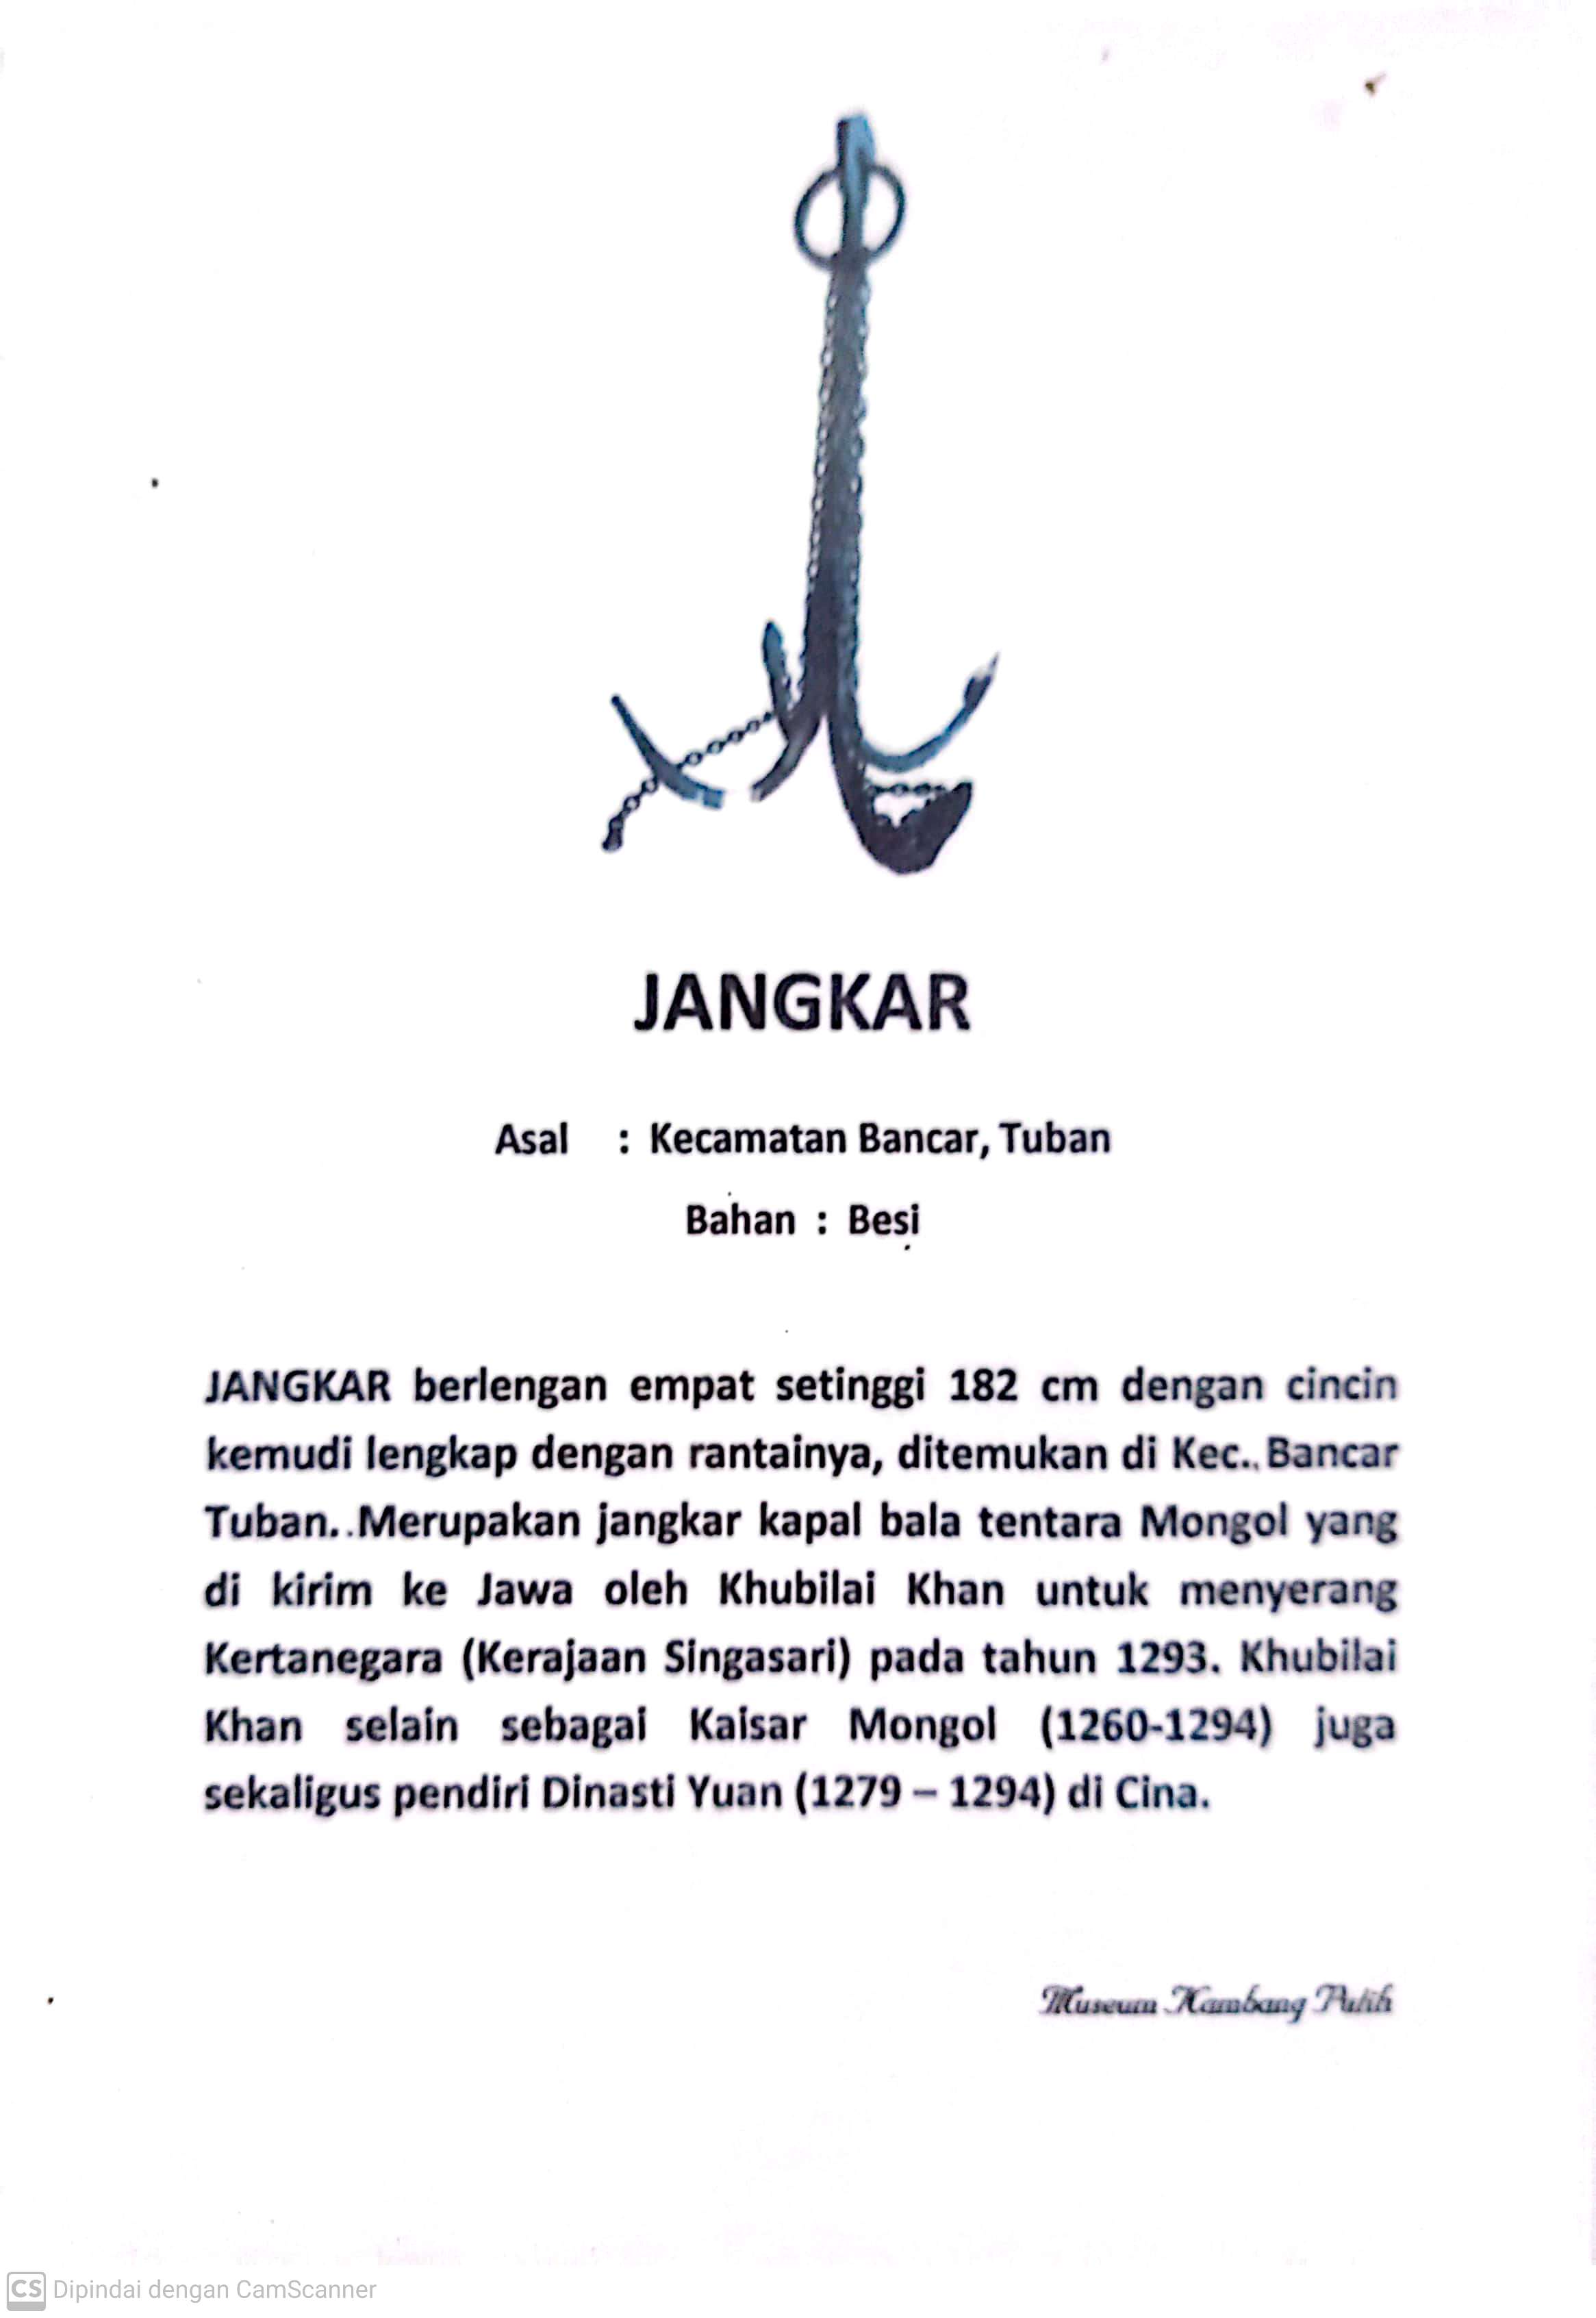 JANGKAR
Asal : Kecamatan Bancar, Tuban
Bahan : Besi
JANGKAR berlengan empat setinggi 182 cm dengan cincin
kemudi lengkap dengan rantainya, ditemukan di Kec.. Bancar
Tuban. .Merupakan jangkar kapal bala tentara Mongol yang
di kirim ke Jawa oleh Khubilai Khan untuk menyerang
Kertanegara (Kerajaan Singasari) pada tahun 1293. Khubilai
Khan selain sebagai Kaisar Mongol (1260-1294) juga
sekaligus pendiri Dinasti Yuan (1279 – 1294) di Cina.
Museum Kambang Putih
CS Dipindai dengan CamScanner